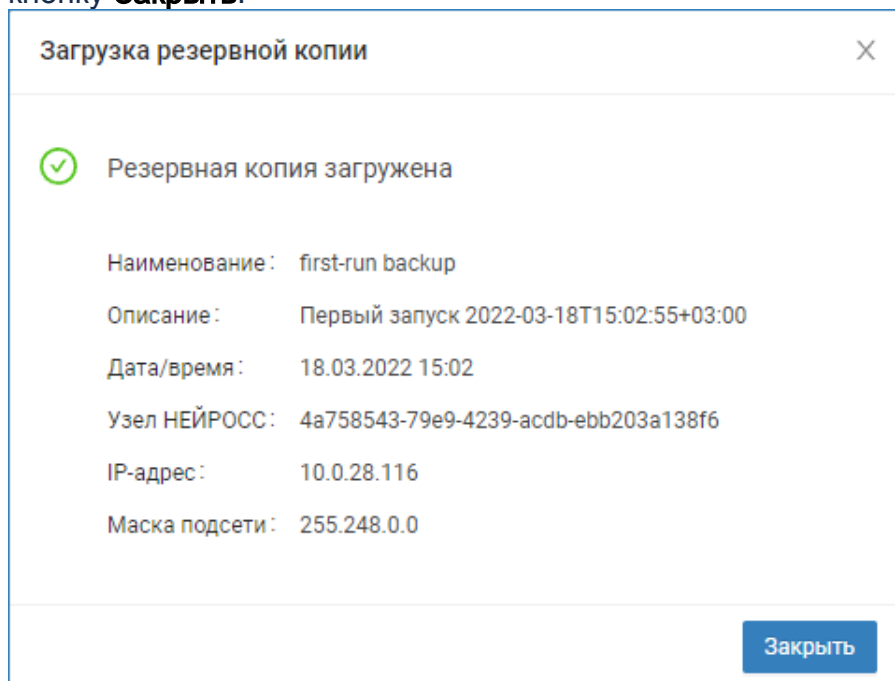 кнопку Закрыть.
Загрузка резервной копии
Резервная копия загружена
Наименование: first-run backup
Описание: Первый запуск 2022-03-18T15:02:55+03:00
Дата/время: 18.03.2022 15:02
Узел НЕЙРОСС: 4a758543-79e9-4239-acdb-ebb203a138f6
IP-адрес: 10.0.28.116
Маска подсети: 255.248.0.0
Закрыть